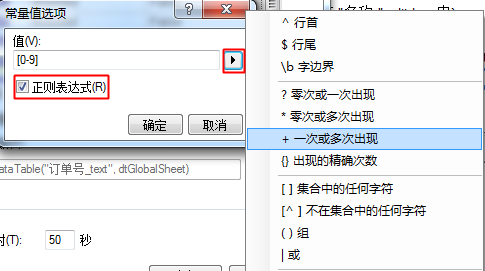 常量值选项
值(V):
[0-9]
正则表达式(R)
确定
取消
ataTable("订单号_text", dtGlobalSheet)
时(T):
50
秒
^ 行首
$ 行尾
\b 字边界
? 零次或一次出现
* 零次或多次出现
+ 一次或多次出现
{} 出现的精确次数
[ ] 集合中的任何字符
[^ ] 不在集合中的任何字符
( ) 组
| 或